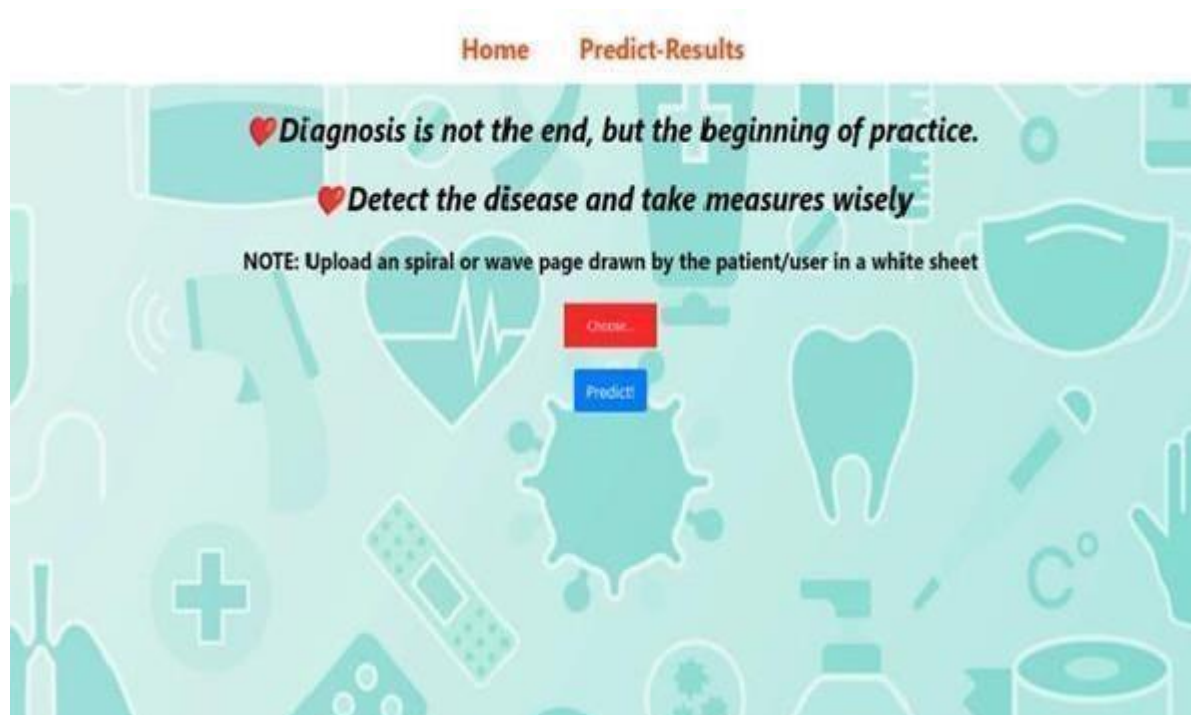 Home Predict-Results
Diagnosis is not the end, but the beginning of practice.
Detect the disease and take measures wisely
NOTE: Upload an spiral or wave page drawn by the patient/user in a white sheet
Choose...
Predict!
C°